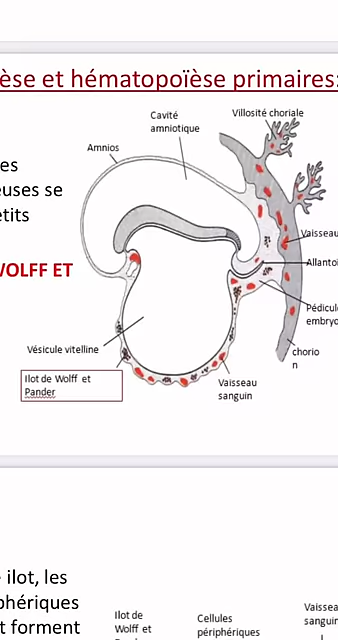 èse et hématopoïèse primaires:
Cavité
amniotique
Villosité choriale
Amnios
es
euses se
etits
WOLFF ET
Vaisseau
Allantoï
Pédicule
embryo
chorio
n
Vésicule vitelline
Ilot de Wolff et
Pander
Vaisseau
sanguin
ilot, les
phériques
t forment
Ilot de
Wolff et
Cellules
périphériques
Vaissea
sanguin